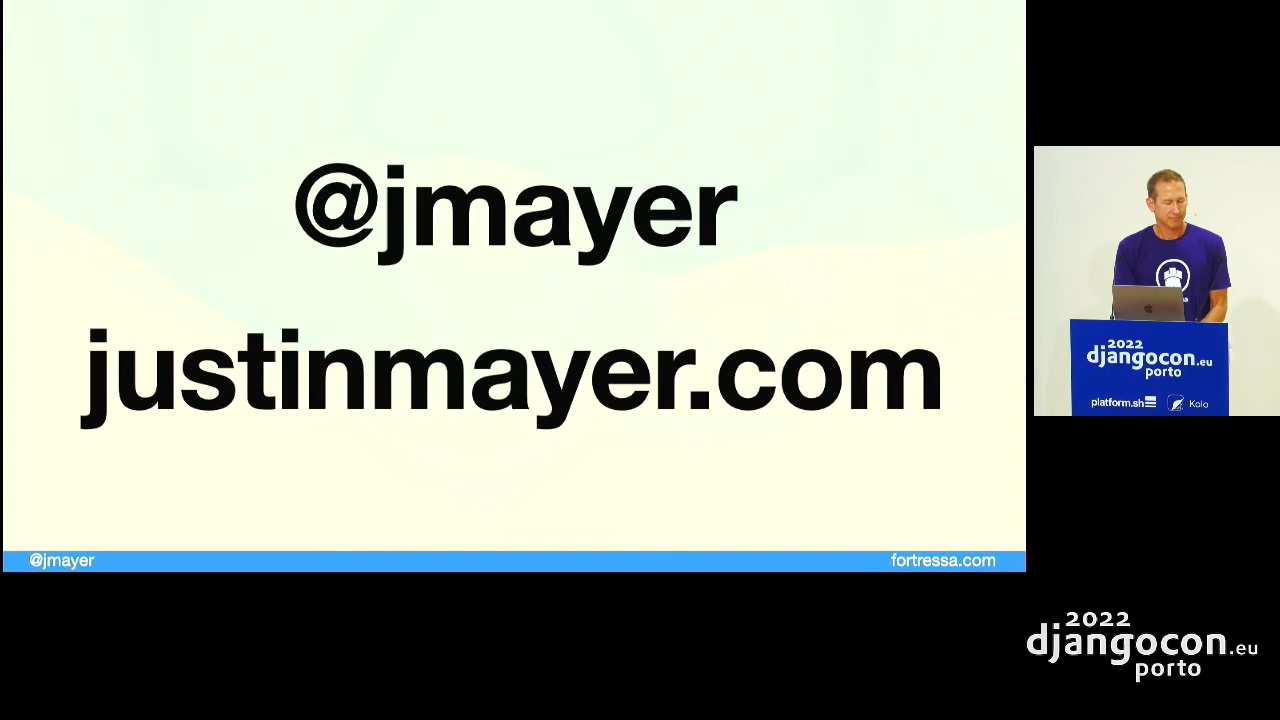 @jmayer
justinmayer.com
@jmayer
fortressa.com
2022
djangocon.eu
porto
platform.sh
Kolo
2022
djangocon.eu
porto